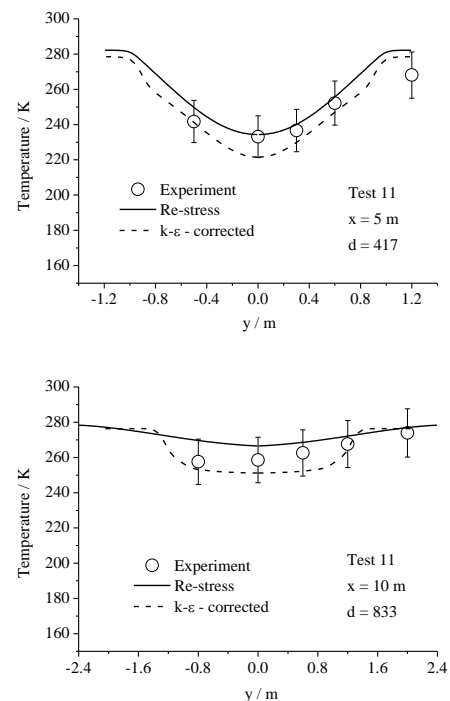 300
280
260
240
220
200
180
160
Temperature / K
Experiment
Re-stress
k-ε - corrected
Test 11
x = 5 m
d = 417
-1.2 -0.8 -0.4 0.0 0.4 0.8 1.2
y / m
300
280
260
240
220
200
180
160
150
Temperature / K
Experiment
Re-stress
k-ε - corrected
Test 11
x = 10 m
d = 833
-2.4 -1.6 -0.8 0.0 0.8 1.6 2.4
y / m